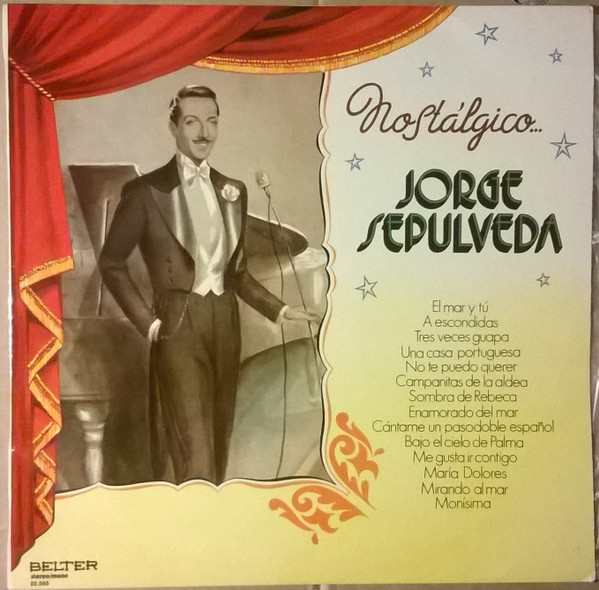 Nostálgico...
JORGE
SEPULVEDA
El mar y tú
A escondidas
Tres veces guapa
Una casa portuguesa
No te puedo querer
Campanitas de la aldea
Sombra de Rebeca
Enamorado del mar
Cántame un pasodoble español
Bajo el cielo de Palma
Me gusta ir contigo
María Dolores
Mirando al mar
Monísima
BELTER
stereo/mono